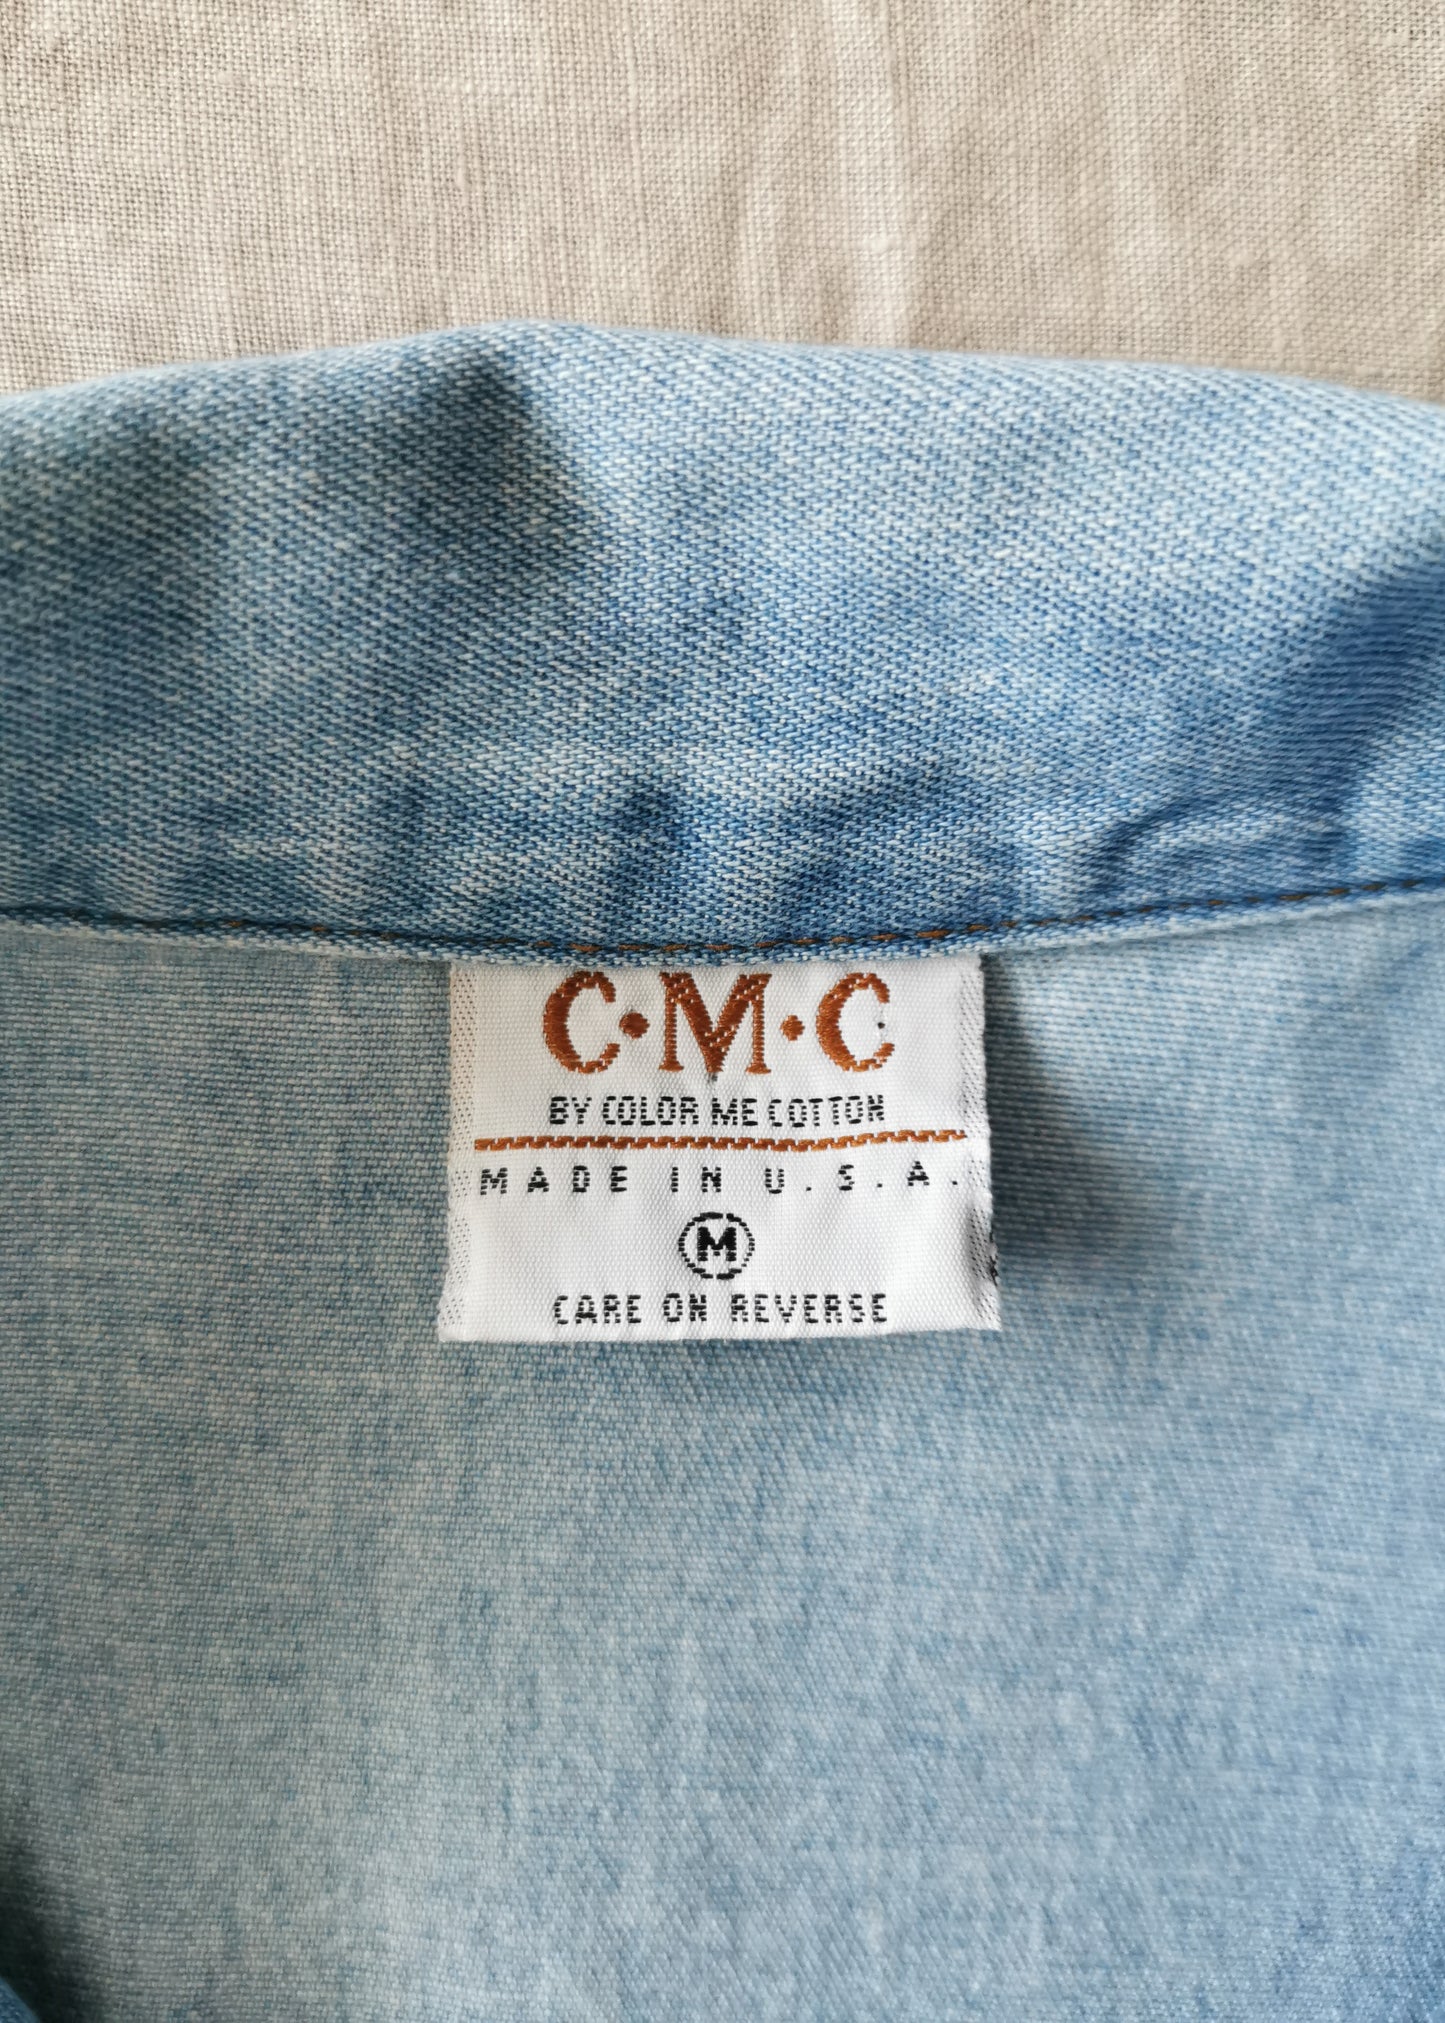 C·M·C
BY COLOR ME COTTON
MADE IN U.S.A.
M
CARE ON REVERSE